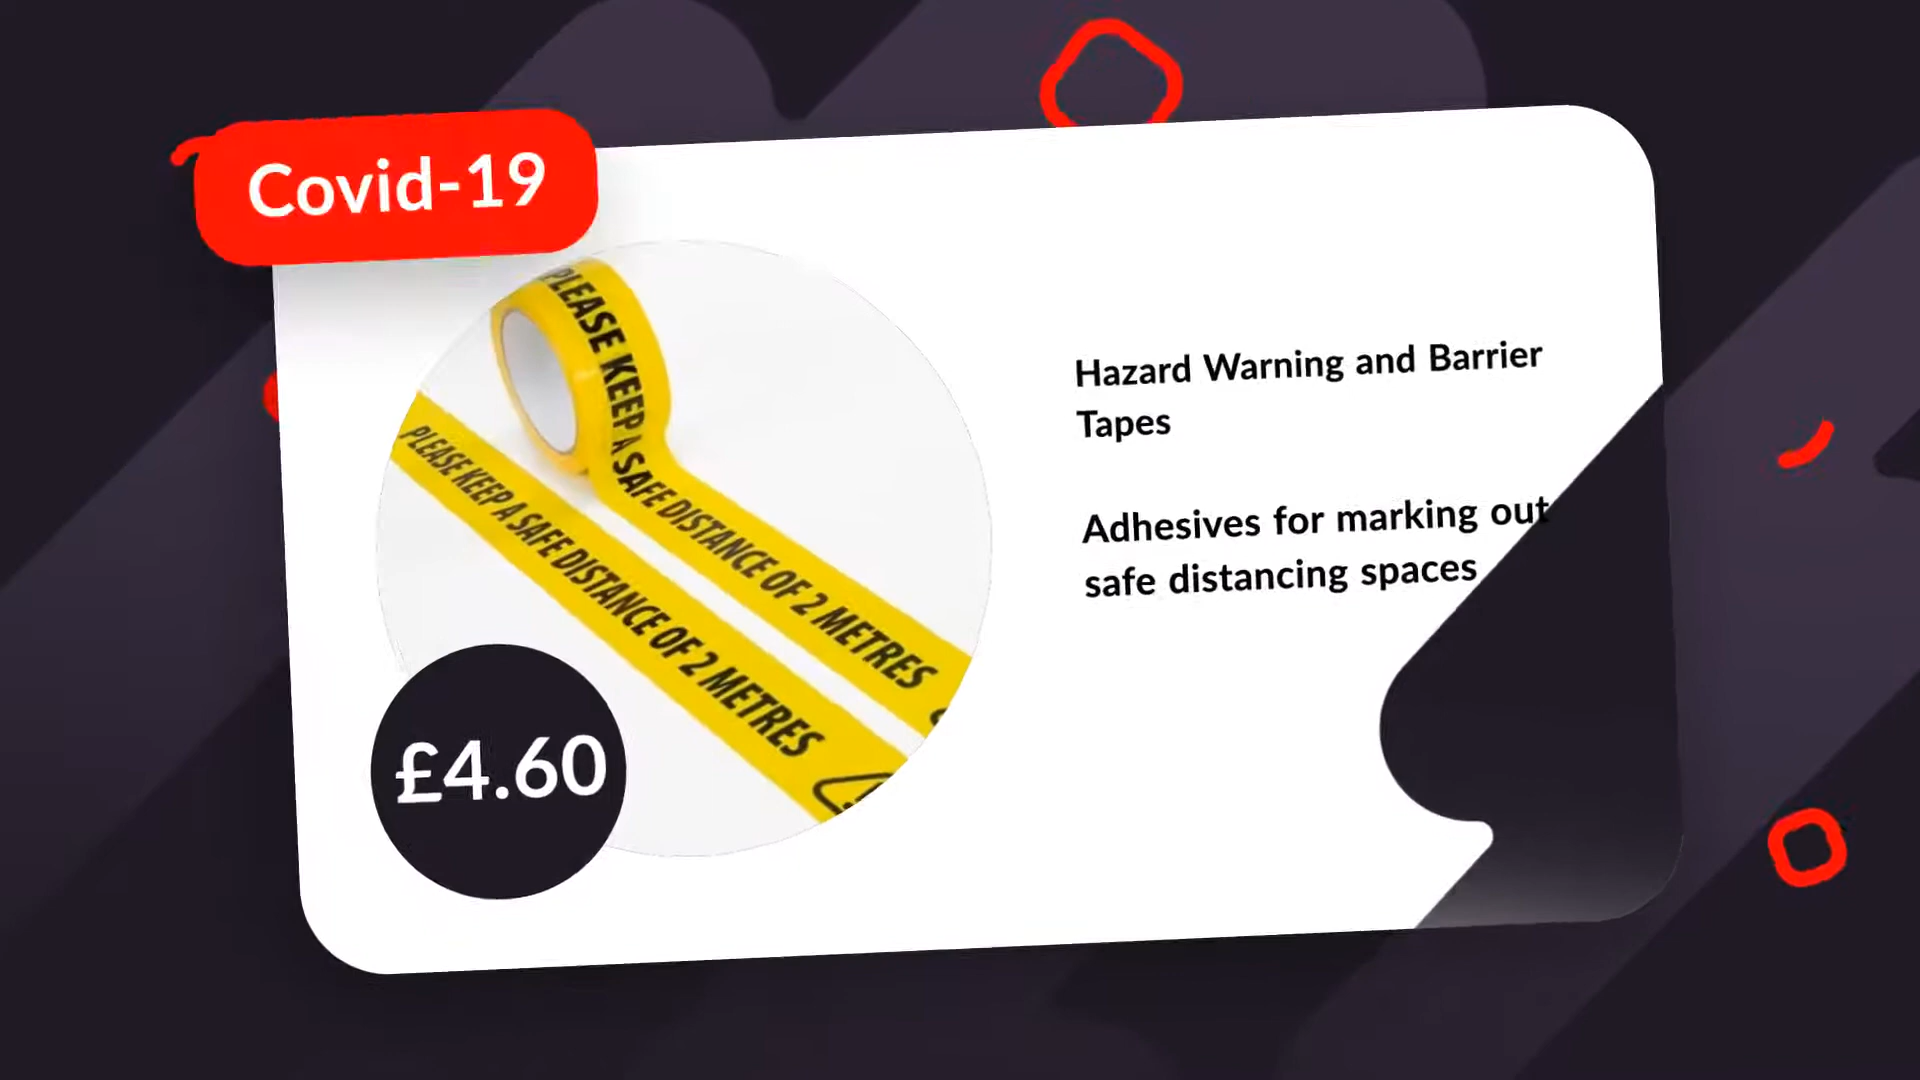 Covid-19
PLEASE KEEP A SAFE DISTANCE OF 2 METRES
PLEASE KEEP A SAFE DISTANCE OF 2 METRES
£4.60
Hazard Warning and Barrier
Tapes
Adhesives for marking out
safe distancing spaces